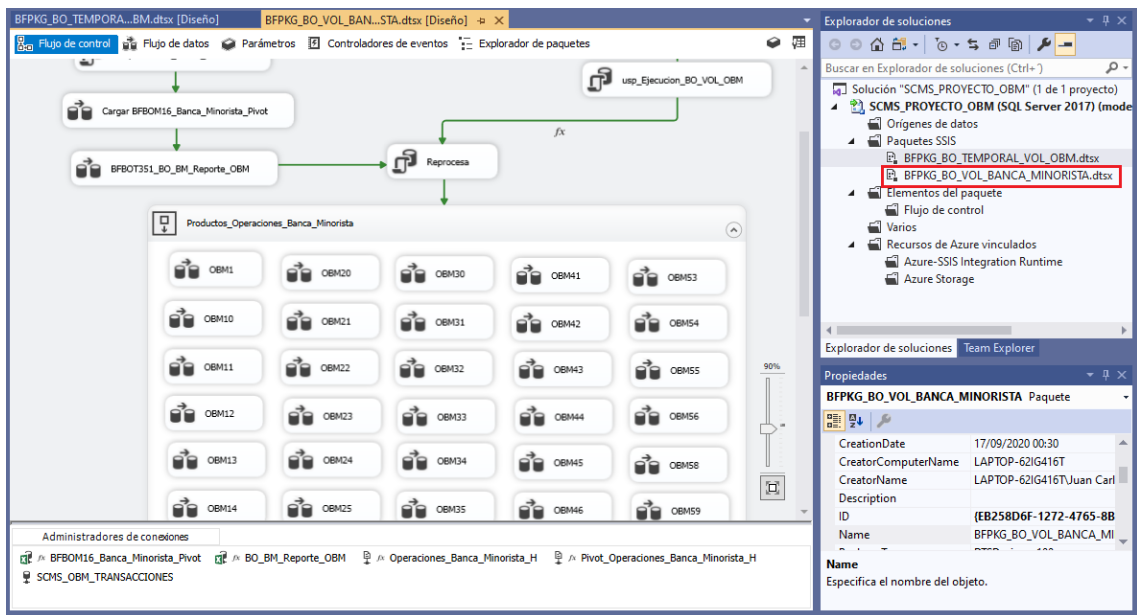 BFPKG_BO_TEMPORA...BM.dtsx [Diseño]
BFPKG_BO_VOL_BAN...STA.dtsx [Diseño]
Flujo de control
Flujo de datos
Parámetros
Controladores de eventos
Explorador de paquetes
usp_Ejecucion_BO_VOL_OBM
Cargar BFBOM16_Banca_Minorista_Pivot
fx
BFBOT351_BO_BM_Reporte_OBM
Reprocesa
Productos_Operaciones_Banca_Minorista
OBM1
OBM20
OBM30
OBM41
OBM53
OBM10
OBM21
OBM31
OBM42
OBM54
OBM11
OBM22
OBM32
OBM43
OBM55
OBM12
OBM23
OBM33
OBM44
OBM56
OBM13
OBM24
OBM34
OBM45
OBM58
OBM14
OBM25
OBM35
OBM46
OBM59
90%
Administradores de conexiones
fx BFBOM16_Banca_Minorista_Pivot
fx BO_BM_Reporte_OBM
fx Operaciones_Banca_Minorista_H
fx Pivot_Operaciones_Banca_Minorista_H
SCMS_OBM_TRANSACCIONES
Explorador de soluciones
Buscar en Explorador de soluciones (Ctrl+´)
Solución "SCMS_PROYECTO_OBM" (1 de 1 proyecto)
SCMS_PROYECTO_OBM (SQL Server 2017) (mode
Orígenes de datos
Paquetes SSIS
BFPKG_BO_TEMPORAL_VOL_OBM.dtsx
BFPKG_BO_VOL_BANCA_MINORISTA.dtsx
Elementos del paquete
Flujo de control
Varios
Recursos de Azure vinculados
Azure-SSIS Integration Runtime
Azure Storage
Explorador de soluciones
Team Explorer
Propiedades
BFPKG_BO_VOL_BANCA_MINORISTA Paquete
CreationDate 17/09/2020 00:30
CreatorComputerName LAPTOP-62IG416T
CreatorName LAPTOP-62IG416T\Juan Carl
Description
ID {EB258D6F-1272-4765-8B
Name BFPKG_BO_VOL_BANCA_MI
Name
Especifica el nombre del objeto.